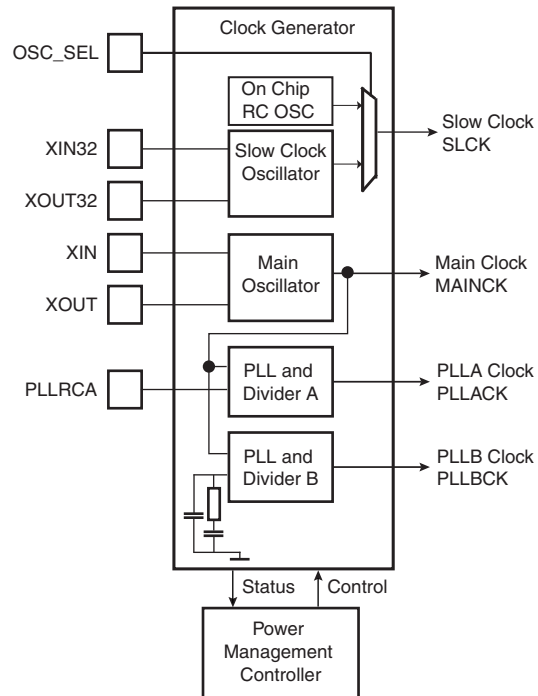 Clock Generator
OSC_SEL
On Chip
RC OSC
Slow Clock
SLCK
XIN32
Slow Clock
Oscillator
XOUT32
XIN
Main
Oscillator
Main Clock
MAINCK
XOUT
PLL and
Divider A
PLLA Clock
PLLACK
PLLRCA
PLL and
Divider B
PLLB Clock
PLLBCK
Status
Control
Power
Management
Controller